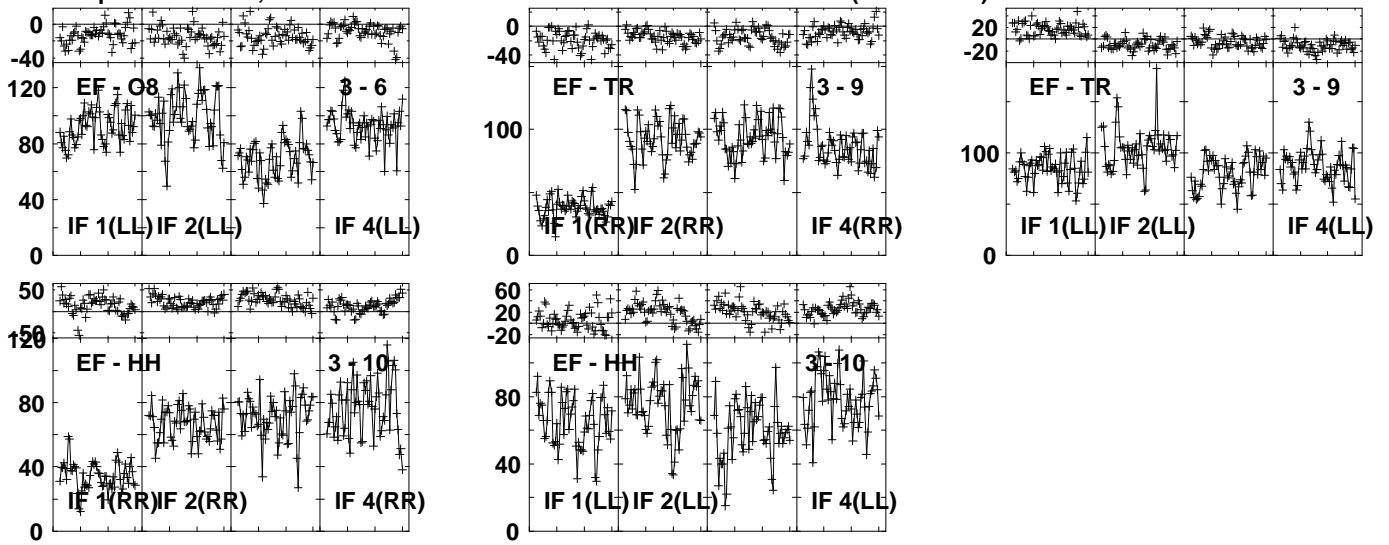 0
-40
120
80
40
0
EF - O8
3 - 6
IF 1(LL)
IF 2(LL)
IF 4(LL)
0
-40
100
0
EF - TR
3 - 9
IF 1(RR)
IF 2(RR)
IF 4(RR)
20
-20
100
0
EF - TR
3 - 9
IF 1(LL)
IF 2(LL)
IF 4(LL)
50
-50
120
80
40
0
EF - HH
3 - 10
IF 1(RR)
IF 2(RR)
IF 4(RR)
60
20
-20
80
40
0
EF - HH
3 - 10
IF 1(LL)
IF 2(LL)
IF 4(LL)